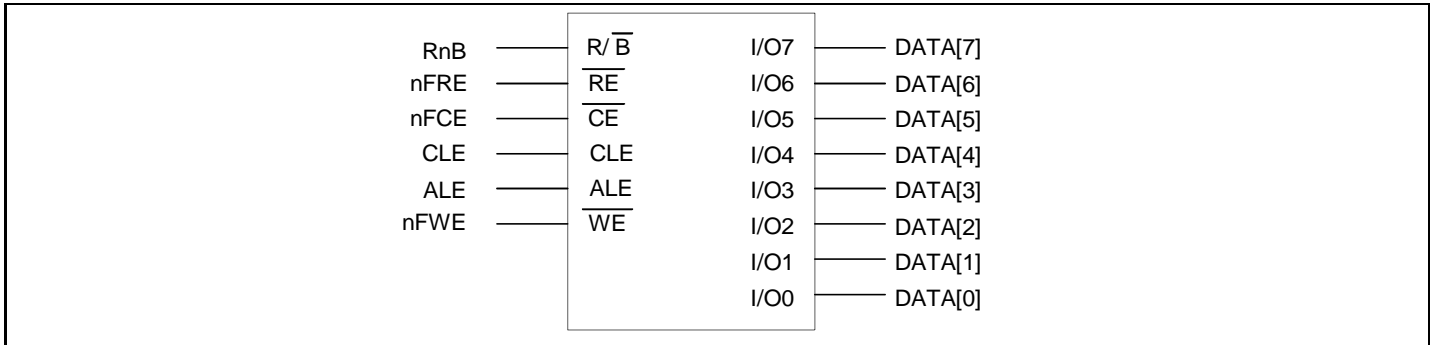 RnB R/B I/O7 DATA[7]
nFRE RE I/O6 DATA[6]
nFCE CE I/O5 DATA[5]
CLE CLE I/O4 DATA[4]
ALE ALE I/O3 DATA[3]
nFWE WE I/O2 DATA[2]
I/O1 DATA[1]
I/O0 DATA[0]